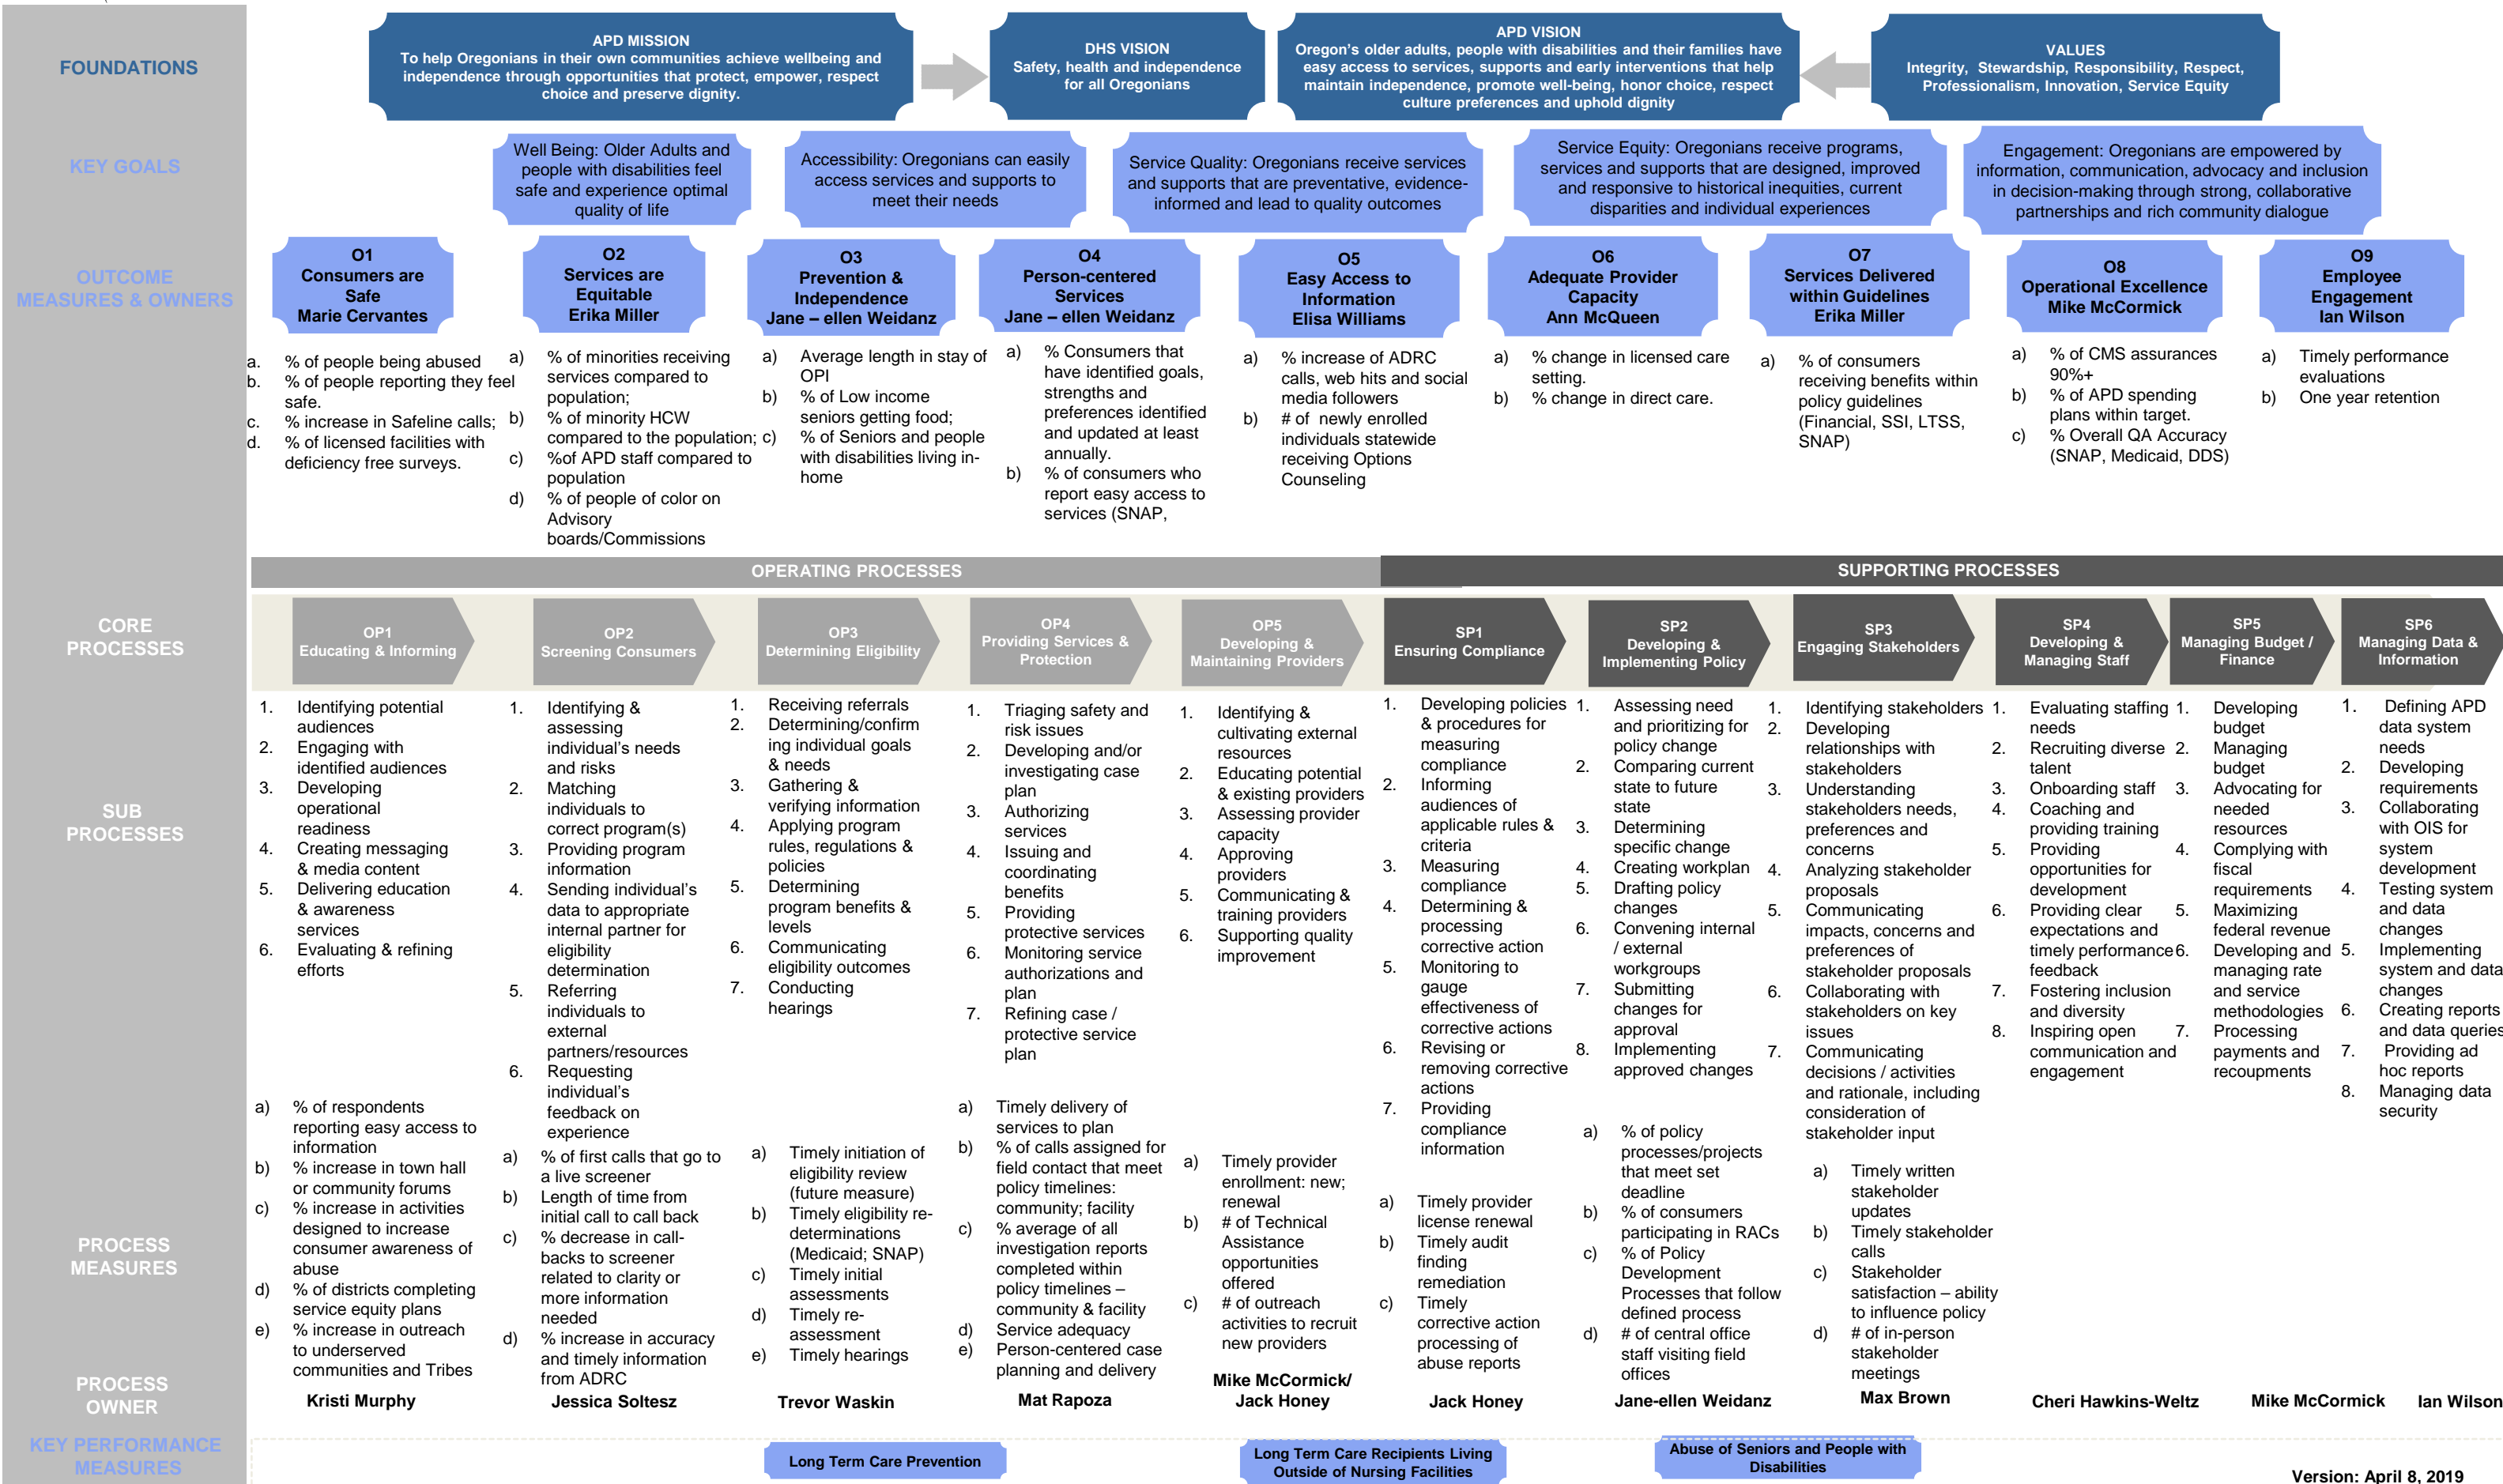 FOUNDATIONS
APD MISSION
To help Oregonians in their own communities achieve wellbeing and
independence through opportunities that protect, empower, respect
choice and preserve dignity.
DHS VISION
Safety, health and independence
for all Oregonians
APD VISION
Oregon's older adults, people with disabilities and their families have
easy access to services, supports and early interventions that help
maintain independence, promote well-being, honor choice, respect
culture preferences and uphold dignity
VALUES
Integrity, Stewardship, Responsibility, Respect,
Professionalism, Innovation, Service Equity
KEY GOALS
Well Being: Older Adults and
people with disabilities feel
safe and experience optimal
quality of life
Accessibility: Oregonians can easily
access services and supports to
meet their needs
Service Quality: Oregonians receive services
and supports that are preventative, evidence-
informed and lead to quality outcomes
Service Equity: Oregonians receive programs,
services and supports that are designed, improved
and responsive to historical inequities, current
disparities and individual experiences
Engagement: Oregonians are empowered by
information, communication, advocacy and inclusion
in decision-making through strong, collaborative
partnerships and rich community dialogue
OUTCOME
MEASURES & OWNERS
O1
Consumers are
Safe
Marie Cervantes
O2
Services are
Equitable
Erika Miller
O3
Prevention &
Independence
Jane – ellen Weidanz
O4
Person-centered
Services
Jane – ellen Weidanz
O5
Easy Access to
Information
Elisa Williams
O6
Adequate Provider
Capacity
Ann McQueen
O7
Services Delivered
within Guidelines
Erika Miller
O8
Operational Excellence
Mike McCormick
O9
Employee
Engagement
Ian Wilson
a. % of people being abused
b. % of people reporting they feel
safe.
c. % increase in Safeline calls;
d. % of licensed facilities with
deficiency free surveys.
a) % of minorities receiving
services compared to
population;
b) % of minority HCW
compared to the population;
c) %of APD staff compared to
population
d) % of people of color on
Advisory
boards/Commissions
a) Average length in stay of
OPI
b) % of Low income
seniors getting food;
c) % of Seniors and people
with disabilities living in-
home
a) % Consumers that
have identified goals,
strengths and
preferences identified
and updated at least
annually.
b) % of consumers who
report easy access to
services (SNAP,
a) % increase of ADRC
calls, web hits and social
media followers
b) # of newly enrolled
individuals statewide
receiving Options
Counseling
a) % change in licensed care
setting.
b) % change in direct care.
a) % of consumers
receiving benefits within
policy guidelines
(Financial, SSI, LTSS,
SNAP)
a) % of CMS assurances
90%+
b) % of APD spending
plans within target.
c) % Overall QA Accuracy
(SNAP, Medicaid, DDS)
a) Timely performance
evaluations
b) One year retention
OPERATING PROCESSES
SUPPORTING PROCESSES
CORE
PROCESSES
OP1
Educating & Informing
OP2
Screening Consumers
OP3
Determining Eligibility
OP4
Providing Services &
Protection
OP5
Developing &
Maintaining Providers
SP1
Ensuring Compliance
SP2
Developing &
Implementing Policy
SP3
Engaging Stakeholders
SP4
Developing &
Managing Staff
SP5
Managing Budget /
Finance
SP6
Managing Data &
Information
SUB
PROCESSES
1. Identifying potential
audiences
2. Engaging with
identified audiences
3. Developing
operational
readiness
4. Creating messaging
& media content
5. Delivering education
& awareness
services
6. Evaluating & refining
efforts
1. Identifying &
assessing
individual's needs
and risks
2. Matching
individuals to
correct program(s)
3. Providing program
information
4. Sending individual's
data to appropriate
internal partner for
eligibility
determination
5. Referring
individuals to
external
partners/resources
6. Requesting
individual's
feedback on
experience
1. Receiving referrals
2. Determining/confirm
ing individual goals
& needs
3. Gathering &
verifying information
4. Applying program
rules, regulations &
policies
5. Determining
program benefits &
levels
6. Communicating
eligibility outcomes
7. Conducting
hearings
1. Triaging safety and
risk issues
2. Developing and/or
investigating case
plan
3. Authorizing
services
4. Issuing and
coordinating
benefits
5. Providing
protective services
6. Monitoring service
authorizations and
plan
7. Refining case /
protective service
plan
1. Identifying &
cultivating external
resources
2. Educating potential
& existing providers
3. Assessing provider
capacity
4. Approving
providers
5. Communicating &
training providers
6. Supporting quality
improvement
1. Developing policies
& procedures for
measuring
compliance
2. Informing
audiences of
applicable rules &
criteria
3. Measuring
compliance
4. Determining &
processing
corrective action
5. Monitoring to
gauge
effectiveness of
corrective actions
6. Revising or
removing corrective
actions
7. Providing
compliance
information
1. Assessing need
and prioritizing for
policy change
2. Comparing current
state to future
state
3. Determining
specific change
4. Creating workplan
5. Drafting policy
changes
6. Convening internal
/ external
workgroups
7. Submitting
changes for
approval
8. Implementing
approved changes
1. Identifying stakeholders
2. Developing
relationships with
stakeholders
3. Understanding
stakeholders needs,
preferences and
concerns
4. Analyzing stakeholder
proposals
5. Communicating
impacts, concerns and
preferences of
stakeholder proposals
6. Collaborating with
stakeholders on key
issues
7. Communicating
decisions / activities
and rationale, including
consideration of
stakeholder input
1. Evaluating staffing
needs
2. Recruiting diverse
talent
3. Onboarding staff
4. Coaching and
providing training
5. Providing
opportunities for
development
6. Providing clear
expectations and
timely performance
feedback
7. Fostering inclusion
and diversity
8. Inspiring open
communication and
engagement
1. Developing
budget
2. Managing
budget
3. Advocating for
needed
resources
4. Complying with
fiscal
requirements
5. Maximizing
federal revenue
6. Developing and
managing rate
and service
methodologies
7. Processing
payments and
recoupments
1. Defining APD
data system
needs
2. Developing
requirements
3. Collaborating
with OIS for
system
development
4. Testing system
and data
changes
5. Implementing
system and data
changes
6. Creating reports
and data queries
7. Providing ad
hoc reports
8. Managing data
security
PROCESS
MEASURES
a) % of respondents
reporting easy access to
information
b) % increase in town hall
or community forums
c) % increase in activities
designed to increase
consumer awareness of
abuse
d) % of districts completing
service equity plans
e) % increase in outreach
to underserved
communities and Tribes
a) % of first calls that go to
a live screener
b) Length of time from
initial call to call back
c) % decrease in call-
backs to screener
related to clarity or
more information
needed
d) % increase in accuracy
and timely information
from ADRC
a) Timely initiation of
eligibility review
(future measure)
b) Timely eligibility re-
determinations
(Medicaid; SNAP)
c) Timely initial
assessments
d) Timely re-
assessment
e) Timely hearings
a) Timely delivery of
services to plan
b) % of calls assigned for
field contact that meet
policy timelines:
community; facility
c) % average of all
investigation reports
completed within
policy timelines –
community & facility
d) Service adequacy
e) Person-centered case
planning and delivery
a) Timely provider
enrollment: new;
renewal
b) # of Technical
Assistance
opportunities
offered
c) # of outreach
activities to recruit
new providers
a) Timely provider
license renewal
b) Timely audit
finding
remediation
c) Timely
corrective action
processing of
abuse reports
a) % of policy
processes/projects
that meet set
deadline
b) % of consumers
participating in RACs
c) % of Policy
Development
Processes that follow
defined process
d) # of central office
staff visiting field
offices
a) Timely written
stakeholder
updates
b) Timely stakeholder
calls
c) Stakeholder
satisfaction – ability
to influence policy
d) # of in-person
stakeholder
meetings
PROCESS
OWNER
Kristi Murphy
Jessica Soltesz
Trevor Waskin
Mat Rapoza
Mike McCormick/
Jack Honey
Jack Honey
Jane-ellen Weidanz
Max Brown
Cheri Hawkins-Weltz
Mike McCormick
Ian Wilson
KEY PERFORMANCE
MEASURES
Long Term Care Prevention
Long Term Care Recipients Living
Outside of Nursing Facilities
Abuse of Seniors and People with
Disabilities
Version: April 8, 2019